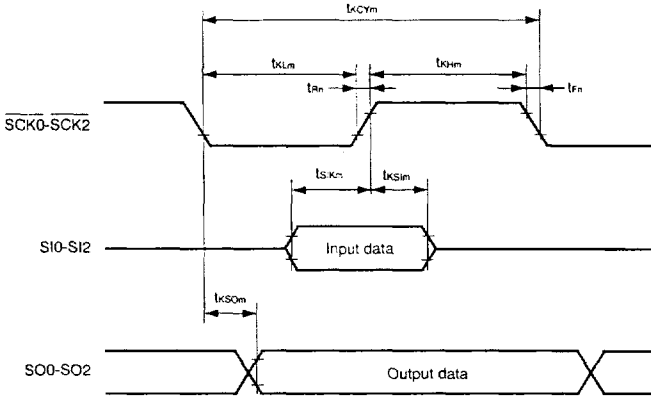 tKCYm
tKLm
tKHm
tRn
tFn
SCK0-SCK2
tSIKm
tKSIm
SI0-SI2
Input data
tKSOm
SO0-SO2
Output data